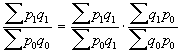 ∑p₁q₁ / ∑p₀q₀ = ∑p₁q₁ / ∑p₀q₁ · ∑q₁p₀ / ∑q₀p₀